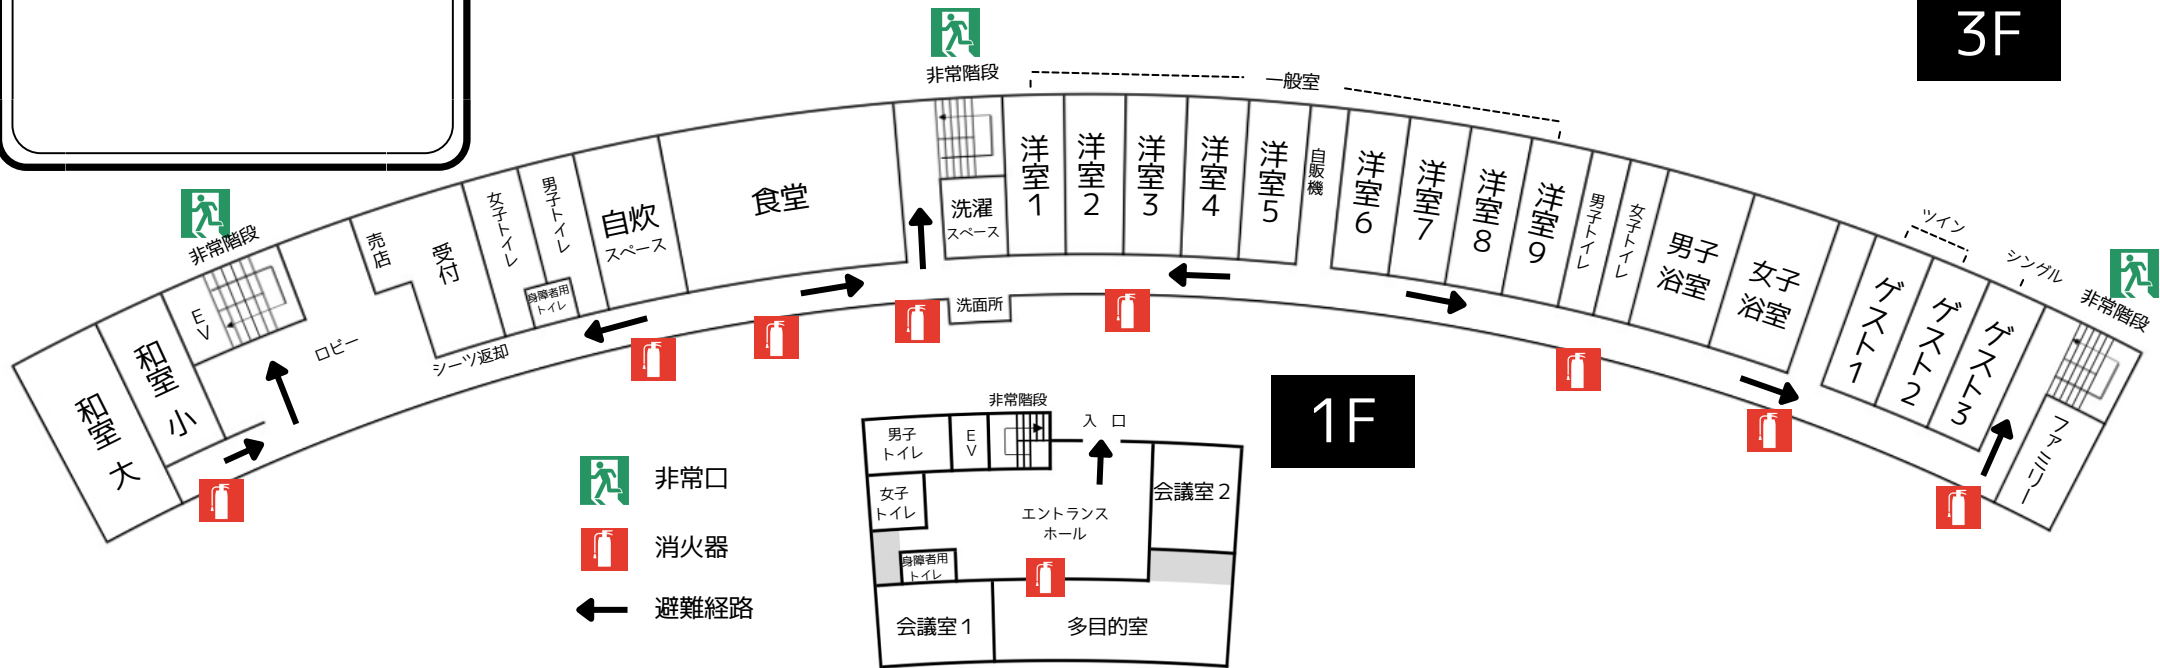 3F
非常階段
一般室
洋室1
洋室2
洋室3
洋室4
洋室5
自販機
洋室6
洋室7
洋室8
洋室9
男子トイレ
女子トイレ
男子
浴室
女子
浴室
ツイン
シングル
ゲスト1
ゲスト2
ゲスト3
非常階段
ファミリー
洗濯
スペース
洗面所
食堂
自炊
スペース
男子トイレ
女子トイレ
身障者用
トイレ
受付
売店
シーツ返却
ロビー
非常階段
EV
和室 小
和室 大
1F
非常階段
入 口
男子
トイレ
EV
女子
トイレ
会議室2
エントランス
ホール
身障者用
トイレ
会議室1
多目的室
非常口
消火器
避難経路